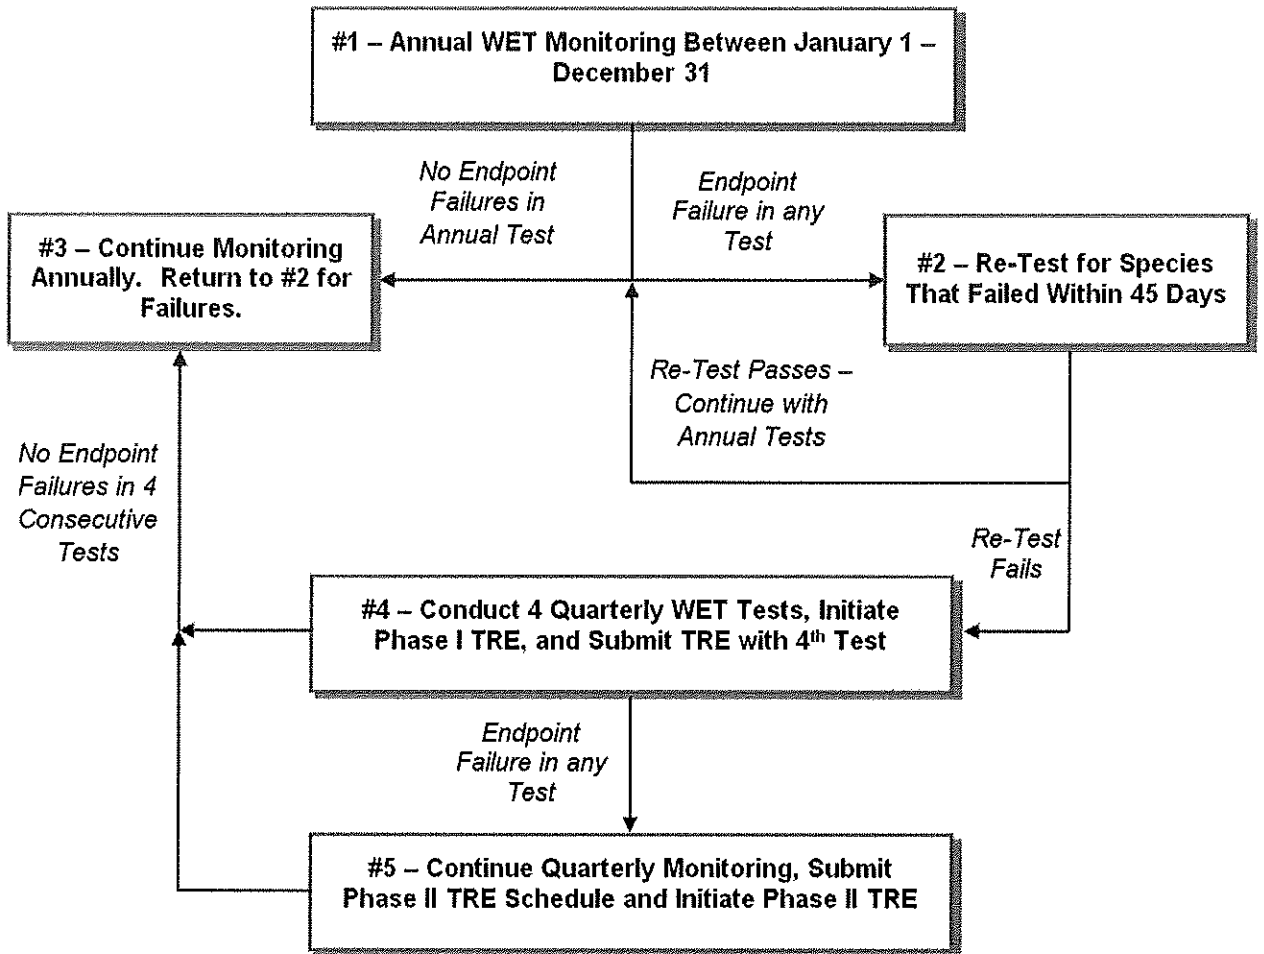 #1 – Annual WET Monitoring Between January 1 –
December 31
No Endpoint
Failures in
Annual Test
Endpoint
Failure in any
Test
#3 – Continue Monitoring
Annually. Return to #2 for
Failures.
#2 – Re-Test for Species
That Failed Within 45 Days
Re-Test Passes –
Continue with
Annual Tests
No Endpoint
Failures in 4
Consecutive
Tests
Re-Test
Fails
#4 – Conduct 4 Quarterly WET Tests, Initiate
Phase I TRE, and Submit TRE with 4th Test
Endpoint
Failure in any
Test
#5 – Continue Quarterly Monitoring, Submit
Phase II TRE Schedule and Initiate Phase II TRE